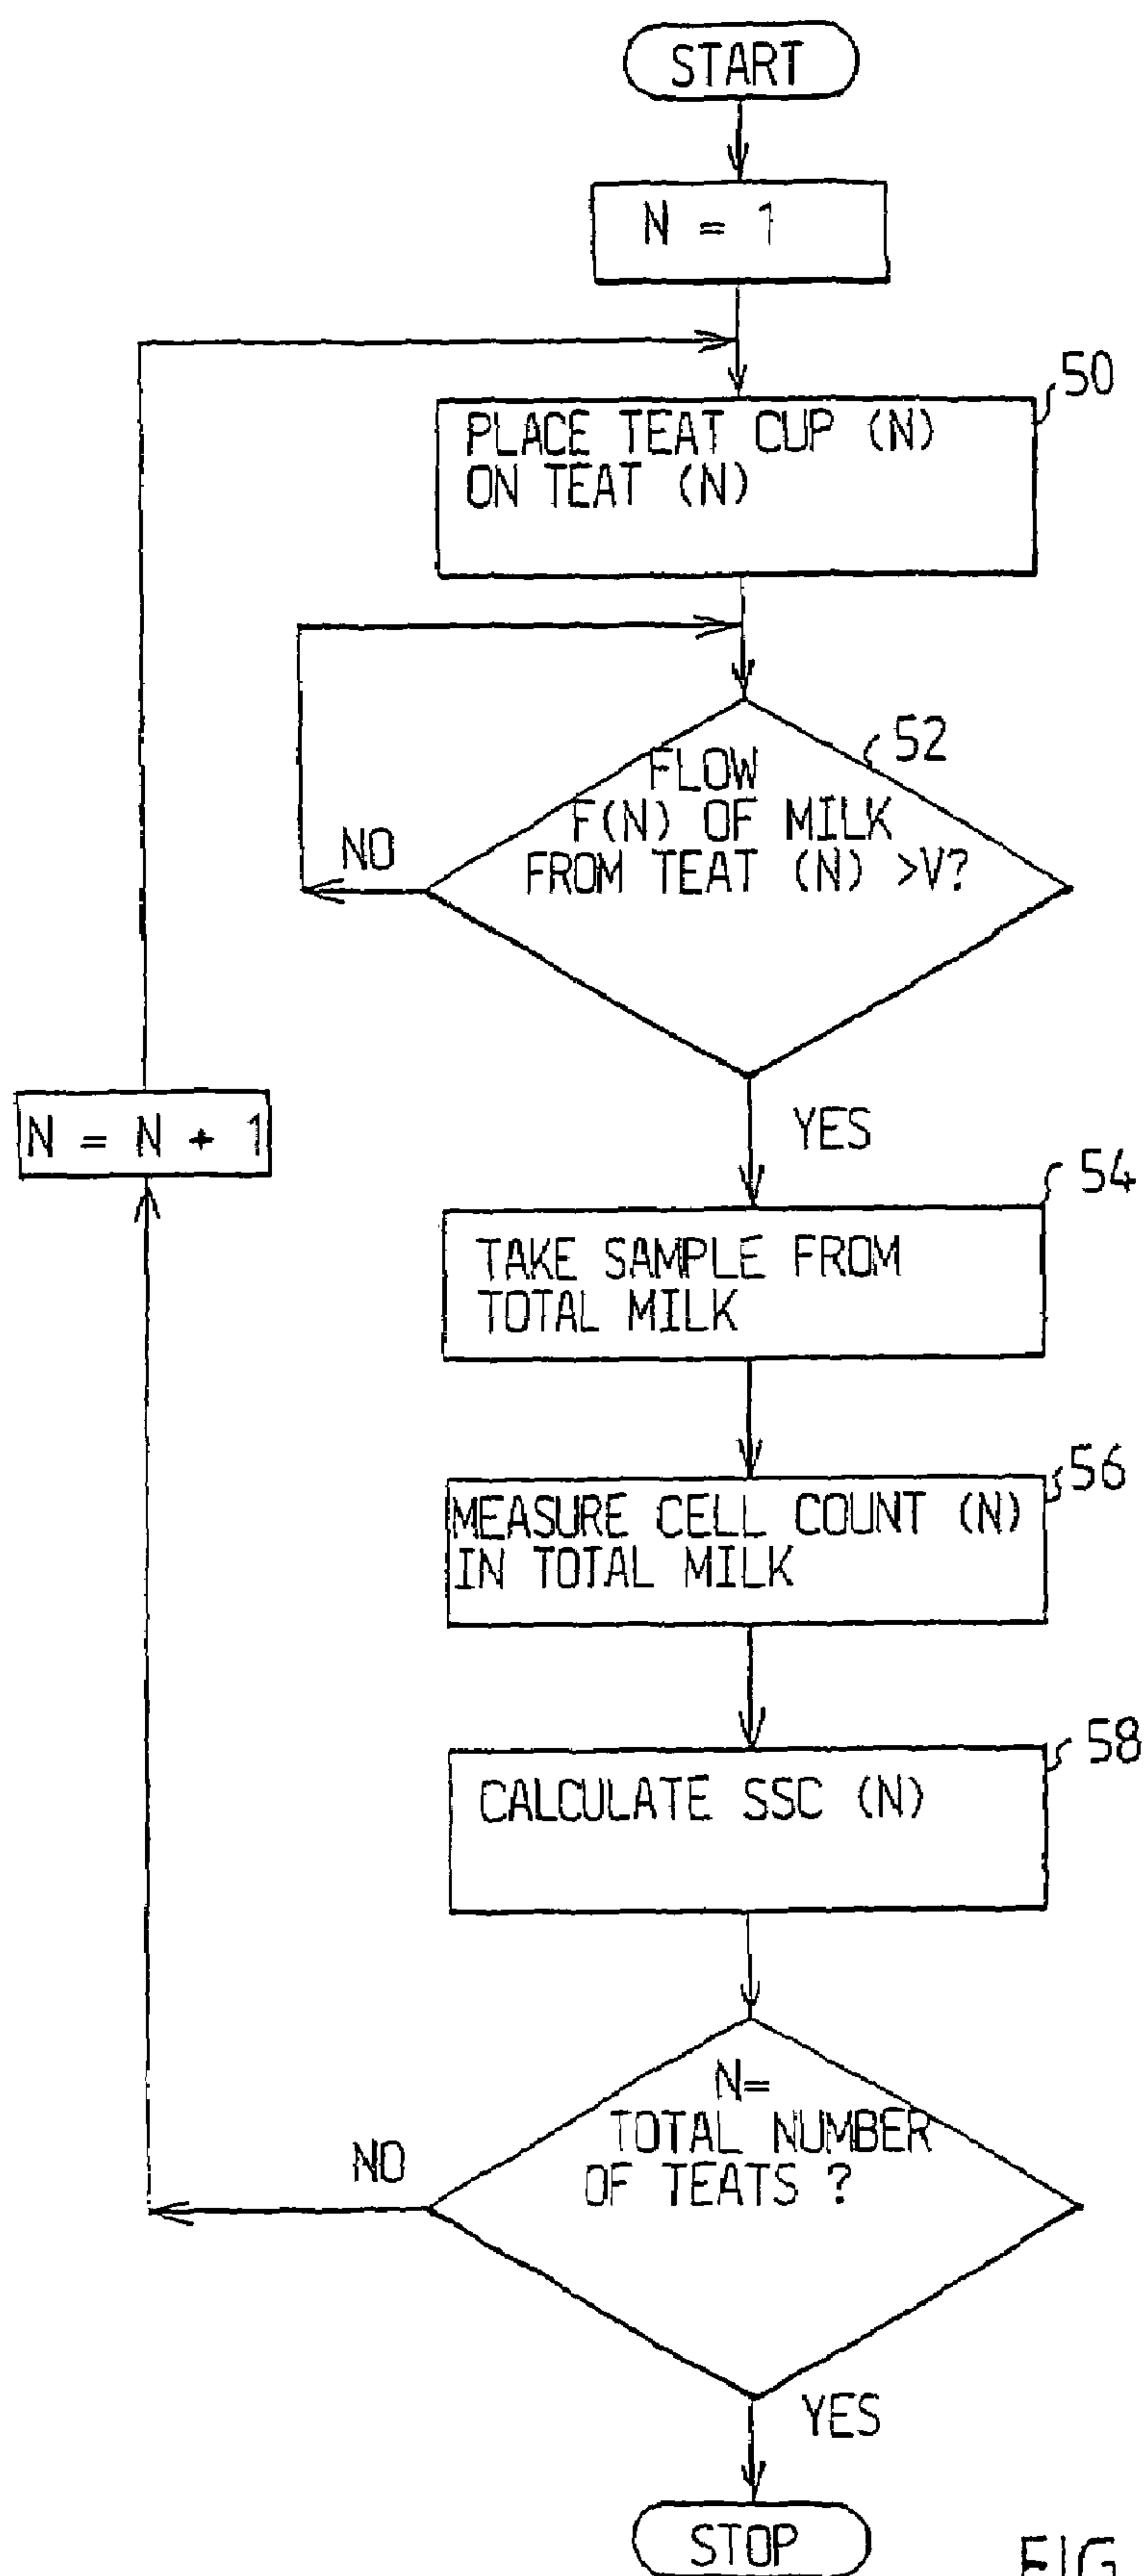 START
N = 1
50
PLACE TEAT CUP (N)
ON TEAT (N)
52
FLOW
F(N) OF MILK
FROM TEAT (N) >V?
NO
YES
N = N + 1
54
TAKE SAMPLE FROM
TOTAL MILK
56
MEASURE CELL COUNT (N)
IN TOTAL MILK
58
CALCULATE SSC (N)
N=
TOTAL NUMBER
OF TEATS ?
NO
YES
STOP
FIG